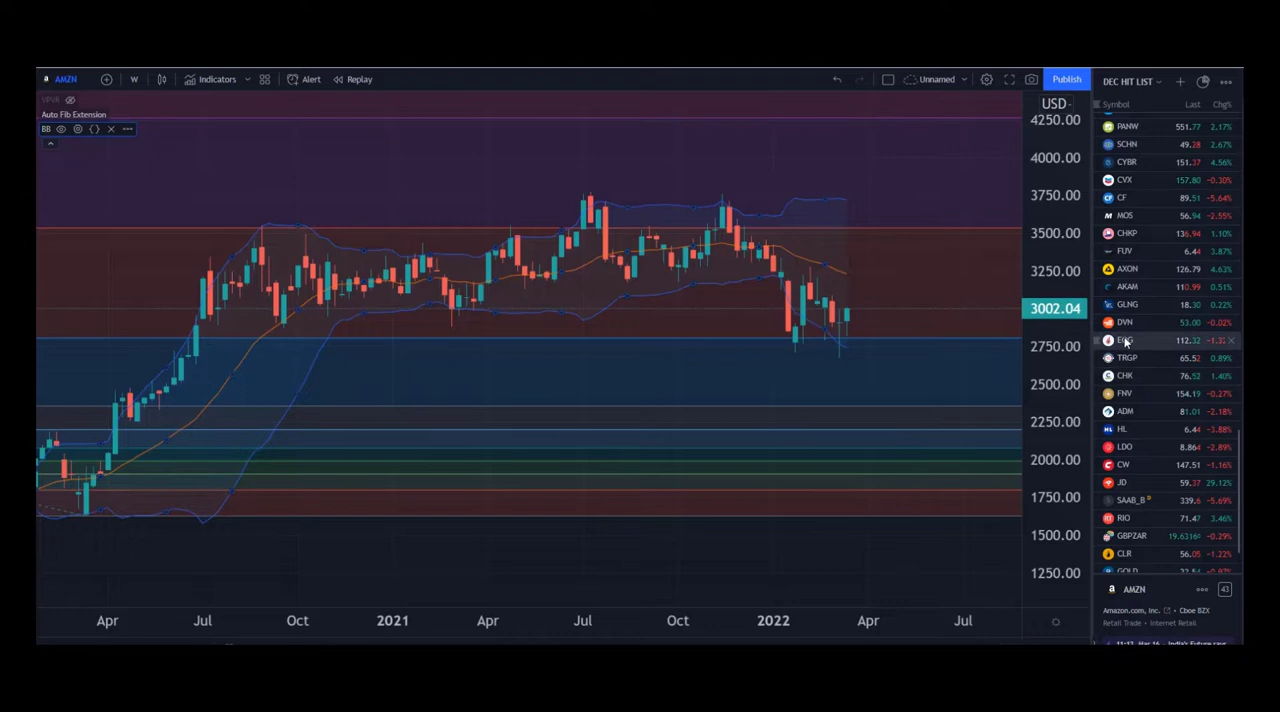 AMZN W Indicators Alert Replay Unnamed Publish
VPVR
Auto Fib Extension
BB
USD
4250.00
4000.00
3750.00
3500.00
3250.00
3002.04
2750.00
2500.00
2250.00
2000.00
1750.00
1500.00
1250.00
Apr Jul Oct 2021 Apr Jul Oct 2022 Apr Jul
DEC HIT LIST
Symbol Last Chg%
PANW 551.77 2.17%
SCHN 49.28 2.67%
CYBR 151.37 4.56%
CVX 157.80 −0.30%
CF 89.51 −5.64%
MOS 56.94 −2.55%
CHKP 136.94 1.10%
FUV 6.44 3.87%
AXON 126.79 4.63%
AKAM 110.99 0.51%
GLNG 18.30 0.22%
DVN 53.00 −0.02%
112.32
TRGP 65.52 0.89%
CHK 76.52 1.40%
FNV 154.19 −0.27%
ADM 81.01 −2.18%
HL 6.44 −3.88%
LDO 8.864 −2.89%
CW 147.51 −1.16%
JD 59.37 29.12%
SAAB_B D 339.6 −5.69%
RIO 71.47 3.46%
GBPZAR 19.6316⁰ −0.29%
CLR 56.05 −1.22%
GOLD
AMZN 43
Amazon.com, Inc. • Cboe BZX
Retail Trade • Internet Retail
11:13, Mar 16 – India's Future